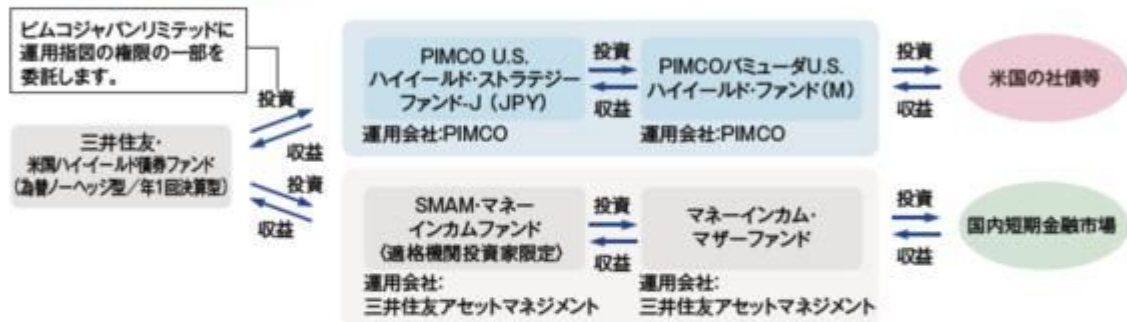 ピムコジャパンリミテッドに
運用指図の権限の一部を
委託します。
投資
収益
三井住友・
米国ハイ・イールド債券ファンド
(為替ノーヘッジ型/年1回決算型)
投資
収益
PIMCO U.S.
ハイイールド・ストラテジー
ファンド-J (JPY)
運用会社:PIMCO
投資
収益
PIMCOバミューダU.S.
ハイイールド・ファンド(M)
運用会社:PIMCO
投資
収益
米国の社債等
SMAM・マネー
インカムファンド
(適格機関投資家限定)
運用会社:
三井住友アセットマネジメント
投資
収益
マネーインカム・
マザーファンド
運用会社:
三井住友アセットマネジメント
投資
収益
国内短期金融市場